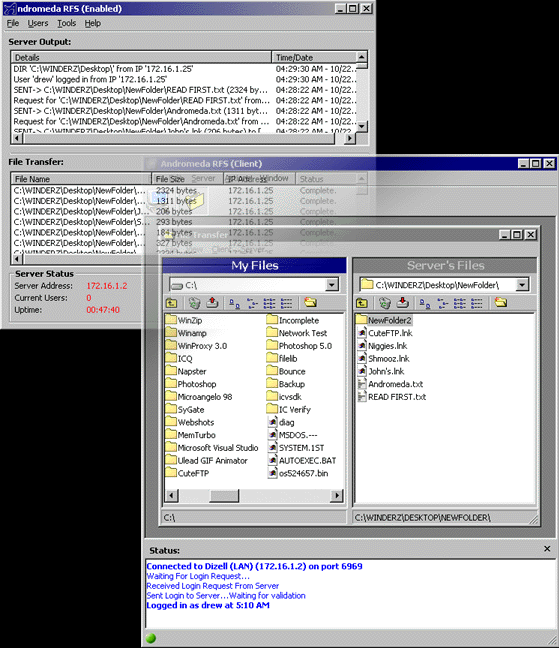 ndromeda RFS (Enabled)
File Users Tools Help
Server Output:
Details Time/Date
DIR 'C:\WINDERZ\Desktop\' from IP '172.16.1.25' 04:29:30 AM - 10/22...
User 'drew' logged in from IP '172.16.1.25' 04:29:30 AM - 10/22...
SENT-> C:\WINDERZ\Desktop\NewFolder\READ FIRST.txt (2324 by... 04:28:22 AM - 10/22...
Request for 'C:\WINDERZ\Desktop\NewFolder\READ FIRST.txt' from... 04:28:22 AM - 10/22...
SENT-> C:\WINDERZ\Desktop\NewFolder\Andromeda.txt (1311 byt... 04:28:22 AM - 10/22...
Request for 'C:\WINDERZ\Desktop\NewFolder\Andromeda.txt' from... 04:28:22 AM - 10/22...
SENT-> C:\WINDERZ\Desktop\NewFolder\John's.lnk (206 bytes) to [... 04:28:22 AM - 10/22...
File Transfer:
File Name File Size IP Address Status
C:\WINDERZ\Desktop\NewFolder\... 2324 bytes 172.16.1.25 Complete.
C:\WINDERZ\Desktop\NewFolder\... 1311 bytes 172.16.1.25 Complete.
C:\WINDERZ\Desktop\NewFolder\J... 206 bytes 172.16.1.25 Complete.
C:\WINDERZ\Desktop\NewFolder\S... 293 bytes 172.16.1.25 Complete.
C:\WINDERZ\Desktop\NewFolder\... 184 bytes 172.16.1.25 Complete.
C:\WINDERZ\Desktop\NewFolder\... 327 bytes 172.16.1.25 Complete.
Server Status
Server Address: 172.16.1.2
Current Users: 0
Uptime: 00:47:40
Andromeda RFS (Client)
Server Window
Transfer
My Files
C:\
WinZip
Winamp
WinProxy 3.0
ICQ
Napster
Photoshop
Microangelo 98
SyGate
Webshots
MemTurbo
Microsoft Visual Studio
Ulead GIF Animator
CuteFTP
Incomplete
Network Test
Photoshop 5.0
filelib
Bounce
Backup
icvsdk
IC Verify
diag
MSDOS.---
SYSTEM.1ST
AUTOEXEC.BAT
os524657.bin
C:\
Server's Files
C:\WINDERZ\Desktop\NewFolder\
NewFolder2
CuteFTP.lnk
Niggies.lnk
Shmooz.lnk
John's.lnk
Andromeda.txt
READ FIRST.txt
C:\WINDERZ\DESKTOP\NEWFOLDER\
Status:
Connected to Dizell (LAN) (172.16.1.2) on port 6969
Waiting For Login Request...
Received Login Request From Server
Sent Login to Server...Waiting for validation
Logged in as drew at 5:10 AM